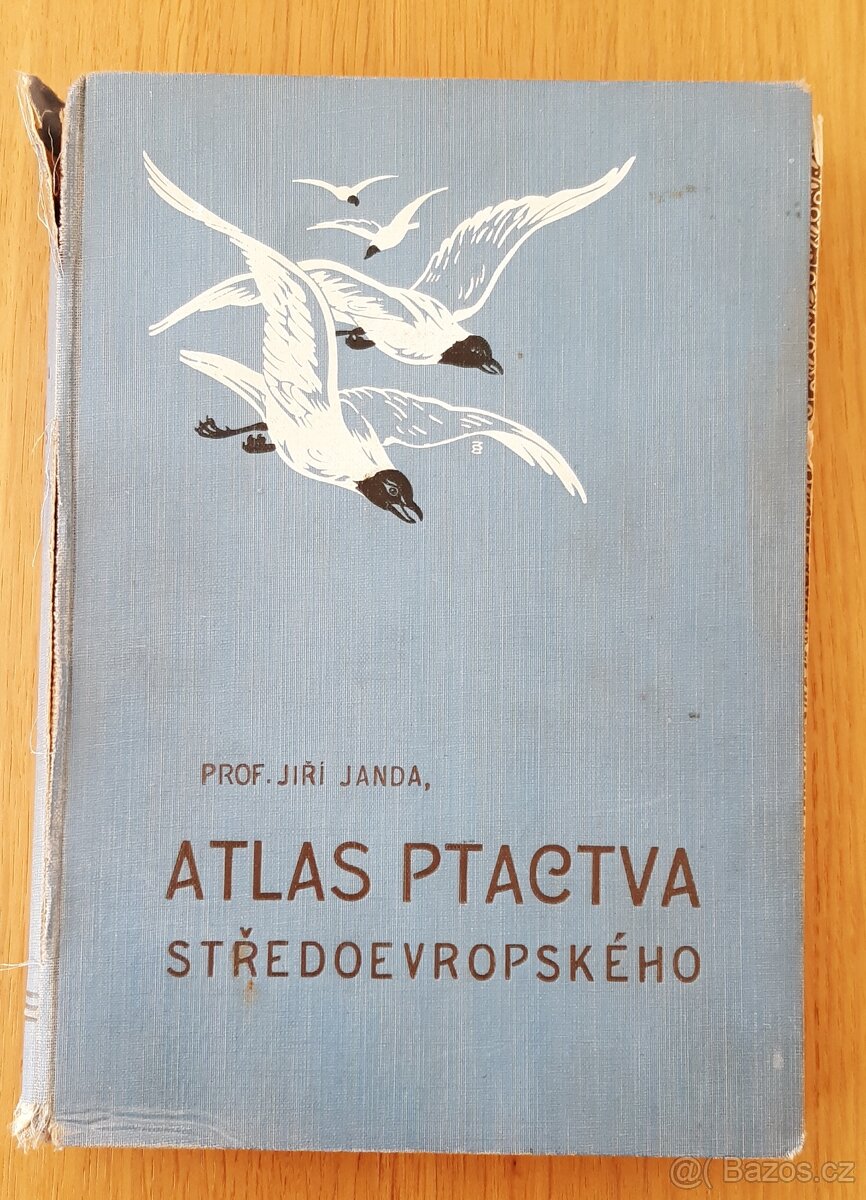 PROF. JIŘÍ JANDA,
ATLAS PTACTVA
STŘEDOEVROPSKÉHO
@( Bazos.cz